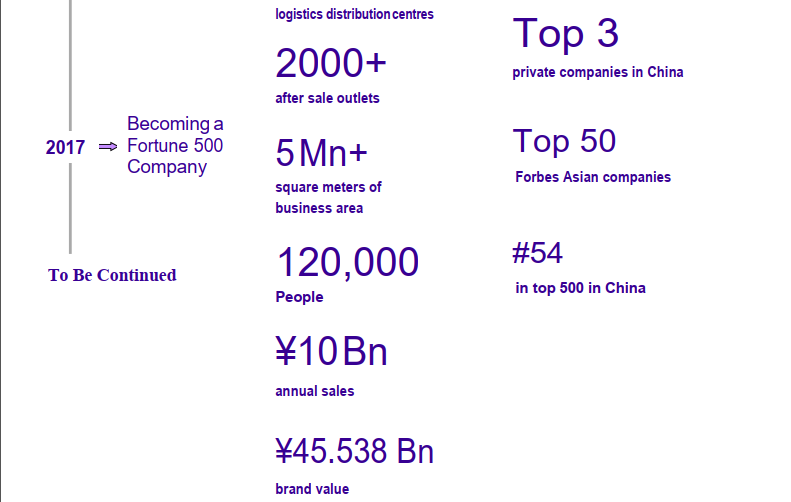 2017
Becoming a
Fortune 500
Company
To Be Continued
logistics distribution centres
2000+
after sale outlets
5 Mn+
square meters of
business area
120,000
People
¥10 Bn
annual sales
¥45.538 Bn
brand value
Top 3
private companies in China
Top 50
Forbes Asian companies
#54
in top 500 in China